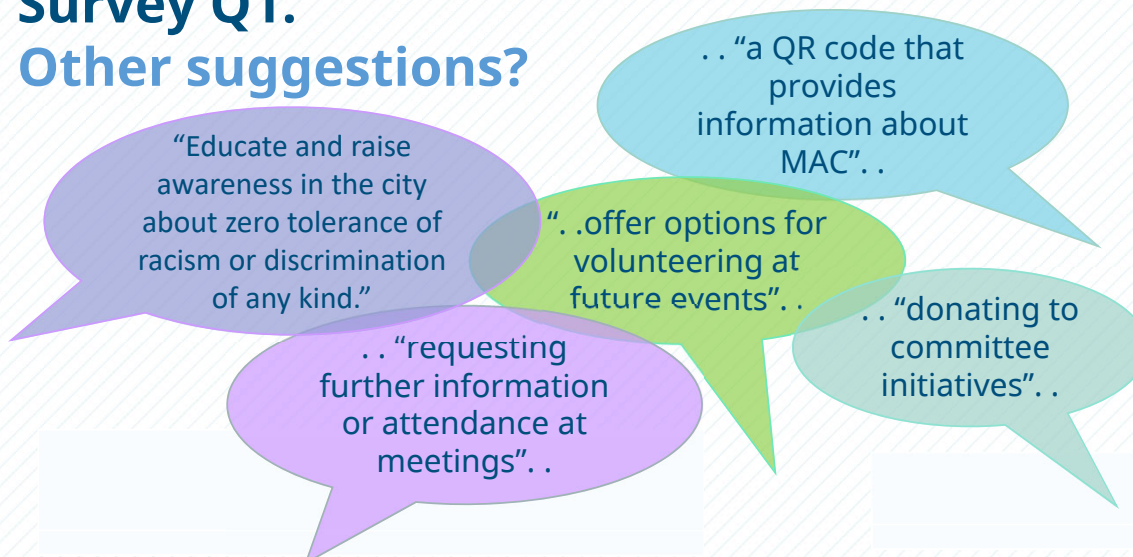 Survey Q1.
Other suggestions?
. . “a QR code that
provides
information about
MAC”. .
“Educate and raise
awareness in the city
about zero tolerance of
racism or discrimination
of any kind.”
“. .offer options for
volunteering at
future events”. .
. . “donating to
committee
initiatives”. .
. . “requesting
further information
or attendance at
meetings”. .